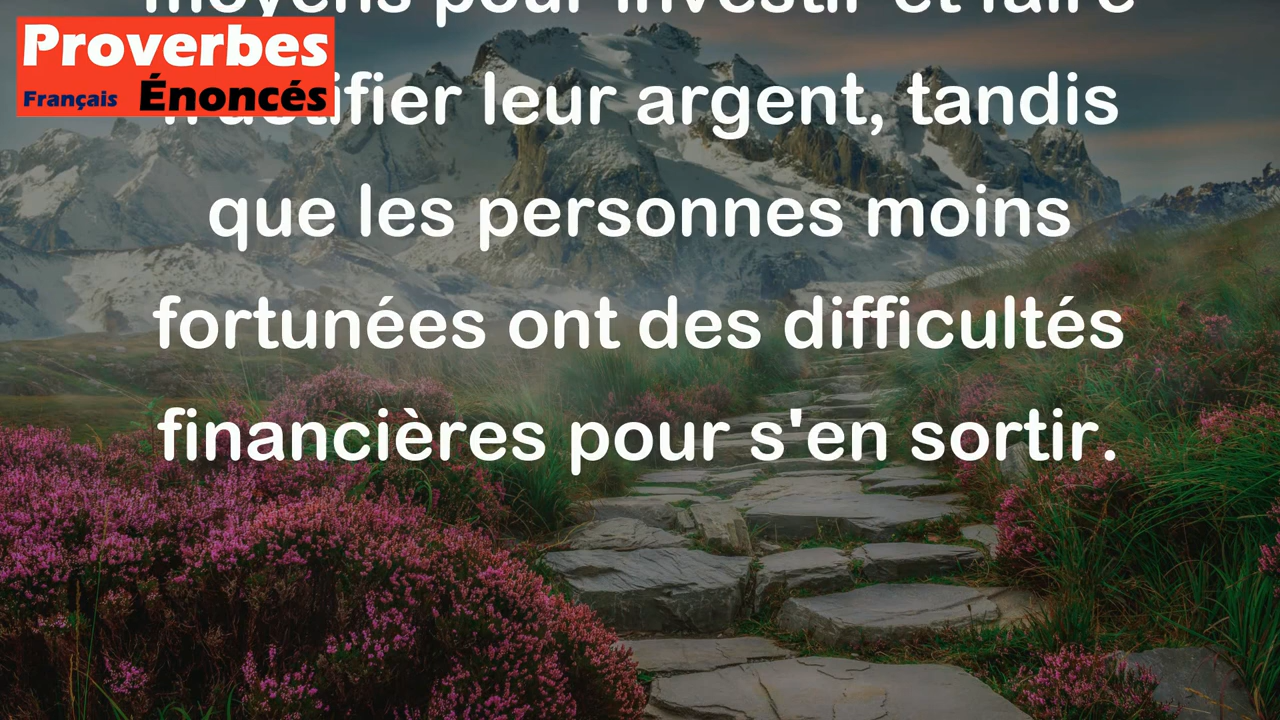 Proverbes
Français Énoncés
moyens pour investir et faire
fructifier leur argent, tandis
que les personnes moins
fortunées ont des difficultés
financières pour s'en sortir.